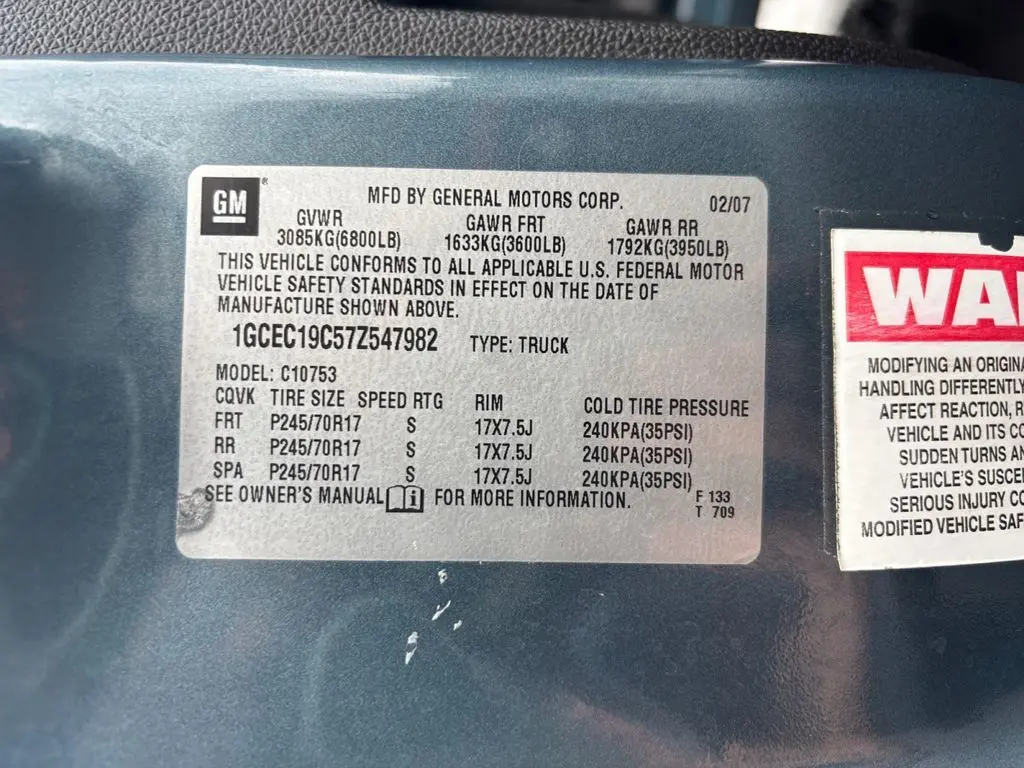 GM®
MFD BY GENERAL MOTORS CORP. 02/07
GVWR GAWR FRT GAWR RR
3085KG(6800LB) 1633KG(3600LB) 1792KG(3950LB)
THIS VEHICLE CONFORMS TO ALL APPLICABLE U.S. FEDERAL MOTOR
VEHICLE SAFETY STANDARDS IN EFFECT ON THE DATE OF
MANUFACTURE SHOWN ABOVE.
1GCEC19C57Z547982 TYPE: TRUCK
MODEL: C10753
CQVK TIRE SIZE SPEED RTG RIM COLD TIRE PRESSURE
FRT P245/70R17 S 17X7.5J 240KPA(35PSI)
RR P245/70R17 S 17X7.5J 240KPA(35PSI)
SPA P245/70R17 S 17X7.5J 240KPA(35PSI)
SEE OWNER'S MANUAL i FOR MORE INFORMATION.
F 133
T 709
WA
MODIFYING AN ORIGINA
HANDLING DIFFERENTLY
AFFECT REACTION, R
VEHICLE AND ITS CO
SUDDEN TURNS AN
VEHICLE'S SUSCE
SERIOUS INJURY CO
MODIFIED VEHICLE SAF